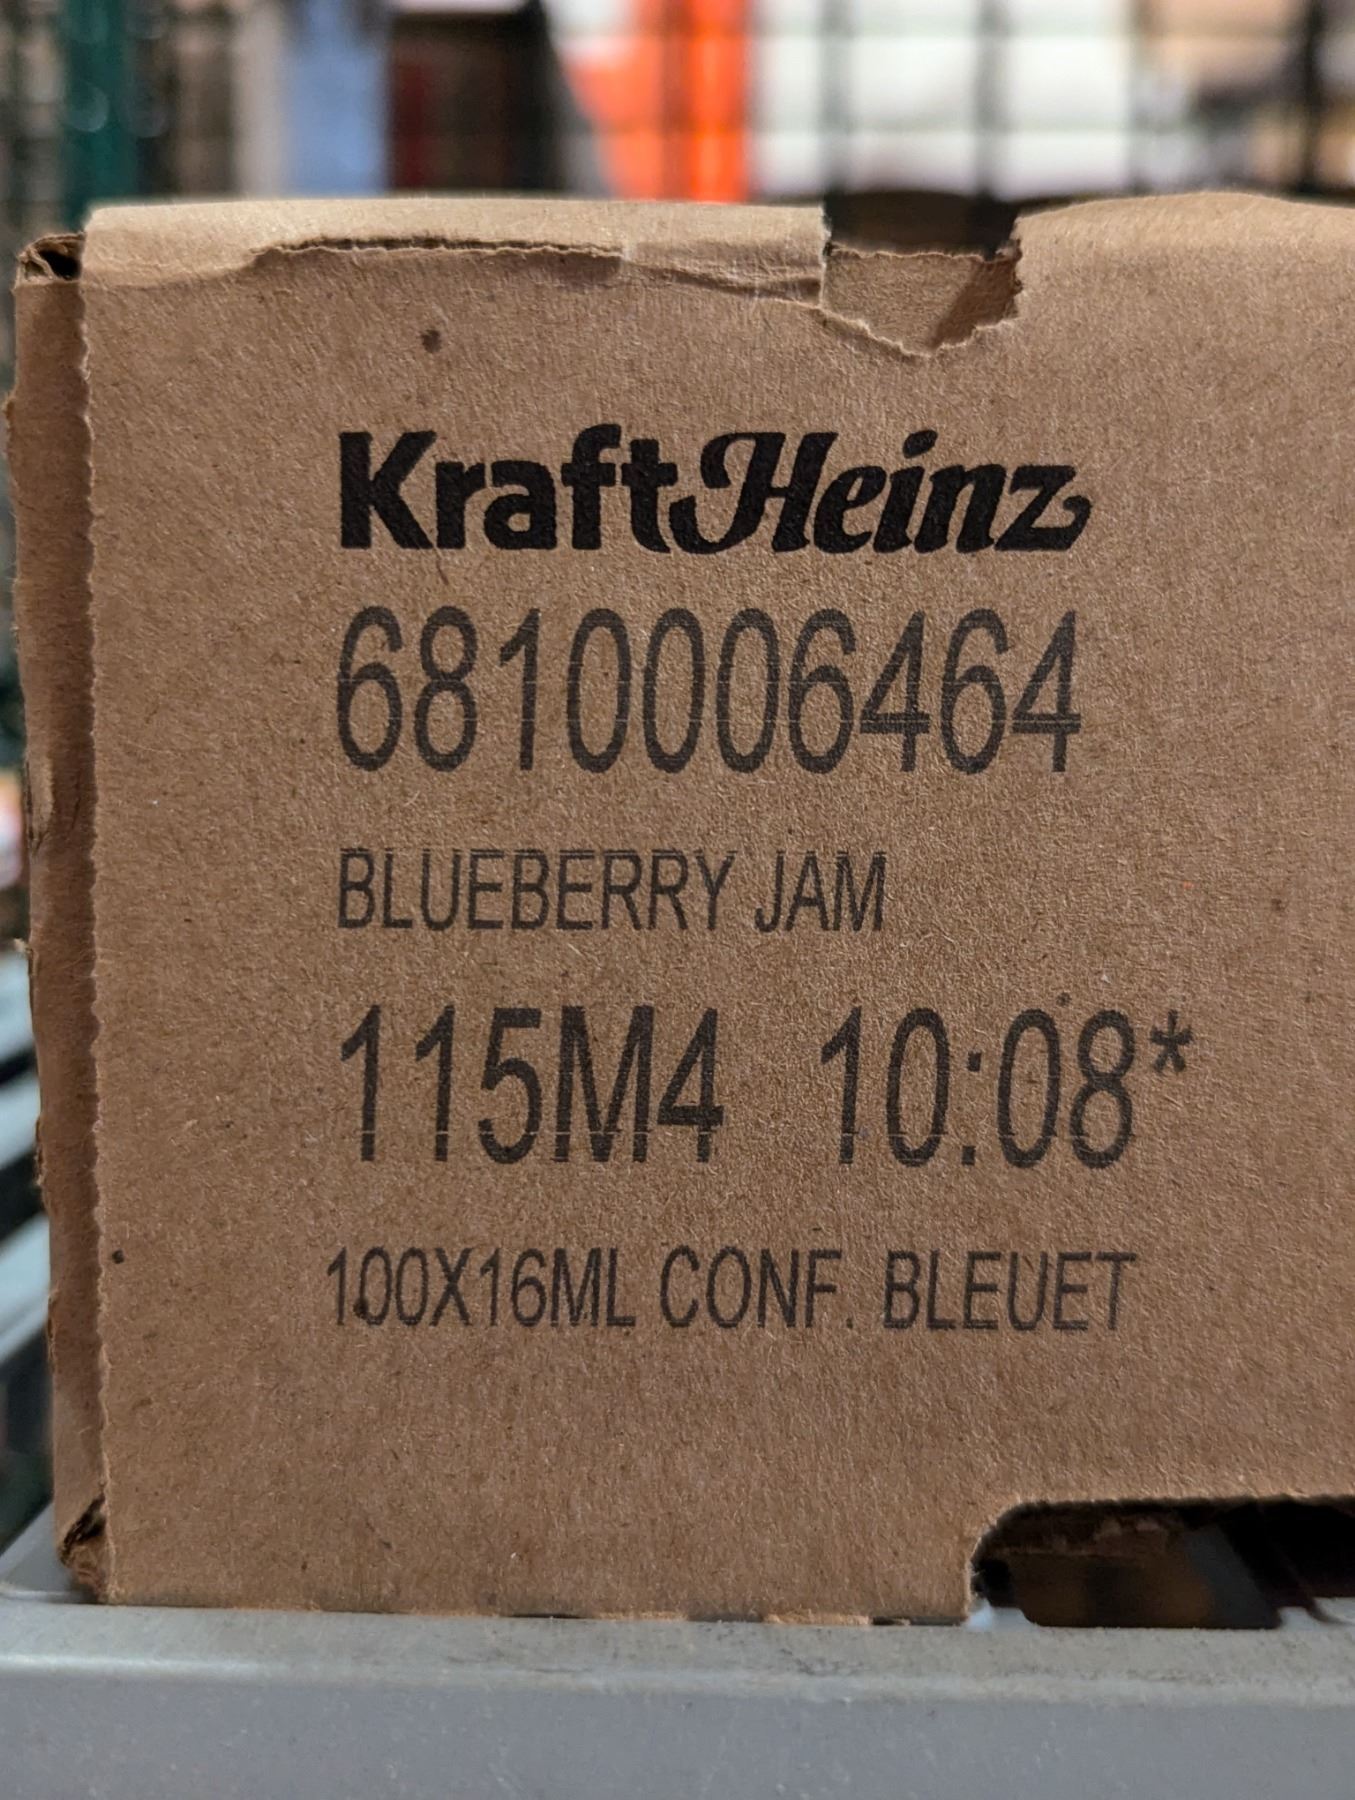 KraftHeinz
6810006464
BLUEBERRY JAM
115M4 10:08*
100X16ML CONF. BLEUET